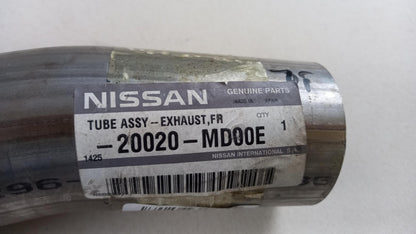 NISSAN GENUINE PARTS
MADE IN SPAIN
TUBE ASSY--EXHAUST,FR QTY
-20020-MD00E 1
1425 NISSAN INTERNATIONAL S.A.